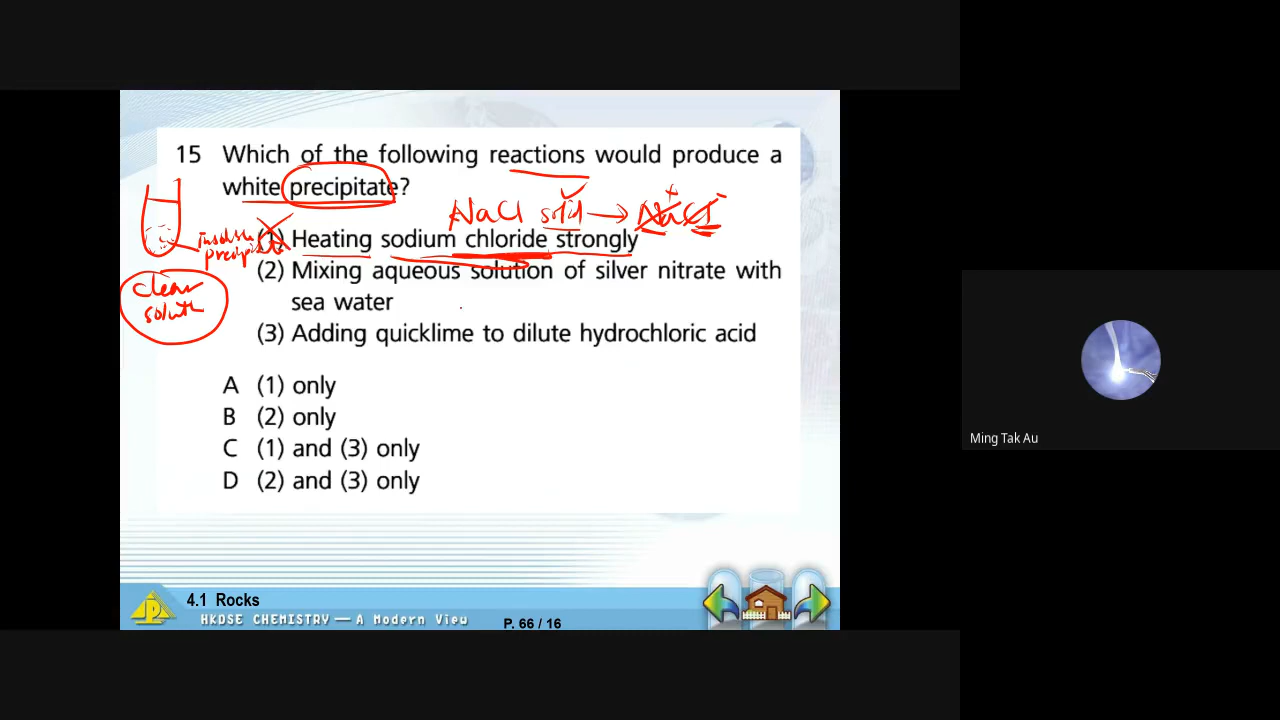 15 Which of the following reactions would produce a
white precipitate?
NaCl solid → Na⁺Cl⁻
(1) Heating sodium chloride strongly
(2) Mixing aqueous solution of silver nitrate with
sea water
(3) Adding quicklime to dilute hydrochloric acid
clear
A (1) only
B (2) only
C (1) and (3) only
D (2) and (3) only
4.1 Rocks
HKDSE CHEMISTRY — A Modern View
P. 66 / 16
Ming Tak Au